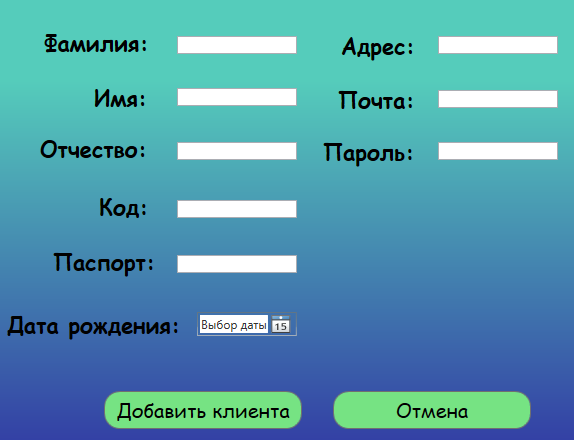 Фамилия:
Адрес:
Имя:
Почта:
Отчество:
Пароль:
Код:
Паспорт:
Дата рождения:
Выбор даты
15
Добавить клиента
Отмена